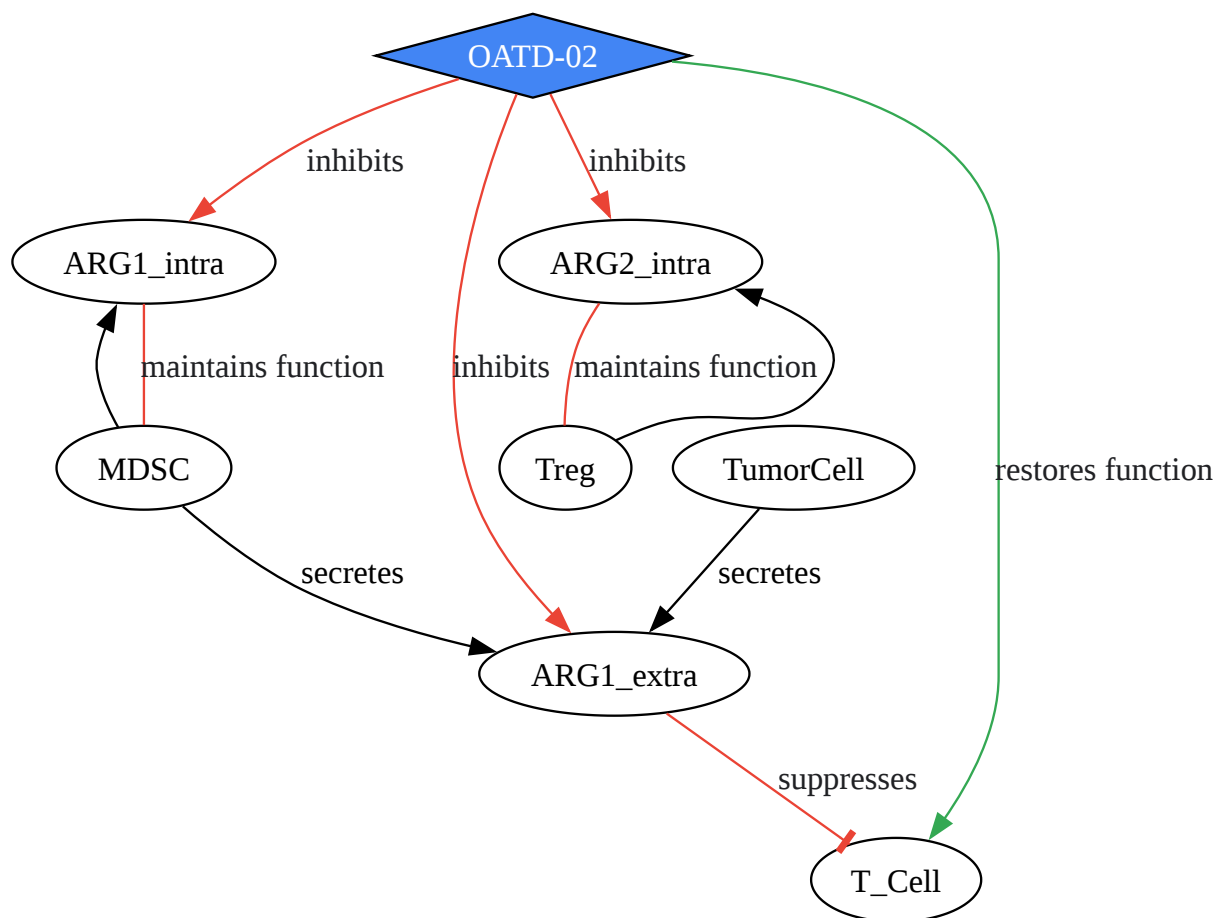 OATD-02
inhibits
inhibits
ARG1_intra
ARG2_intra
maintains function
inhibits
maintains function
MDSC
Treg
TumorCell
restores function
secretes
secretes
ARG1_extra
suppresses
T_Cell